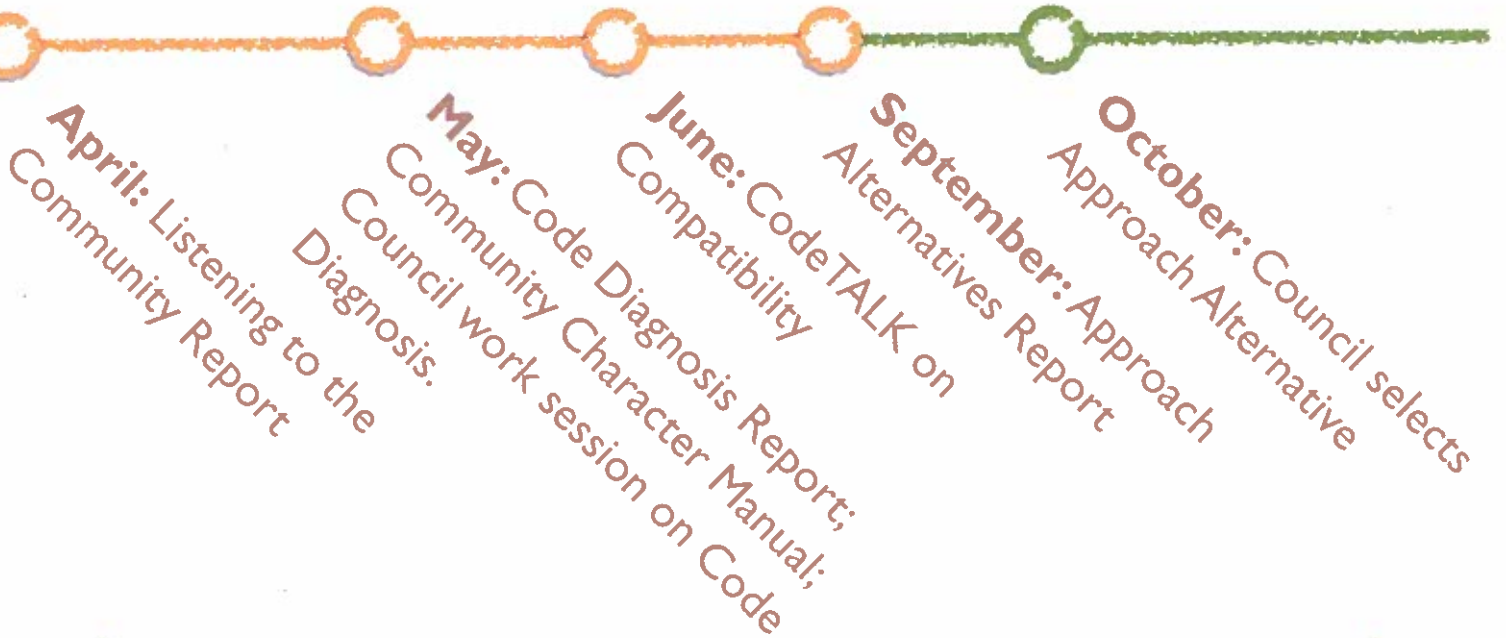 April: Listening to the
Community Report
May: Code Diagnosis Report;
Community Character Manual;
Council work session on Code
Diagnosis.
June: CodeTALK on
Compatibility
September: Approach
Alternatives Report
October: Council selects
Approach Alternative